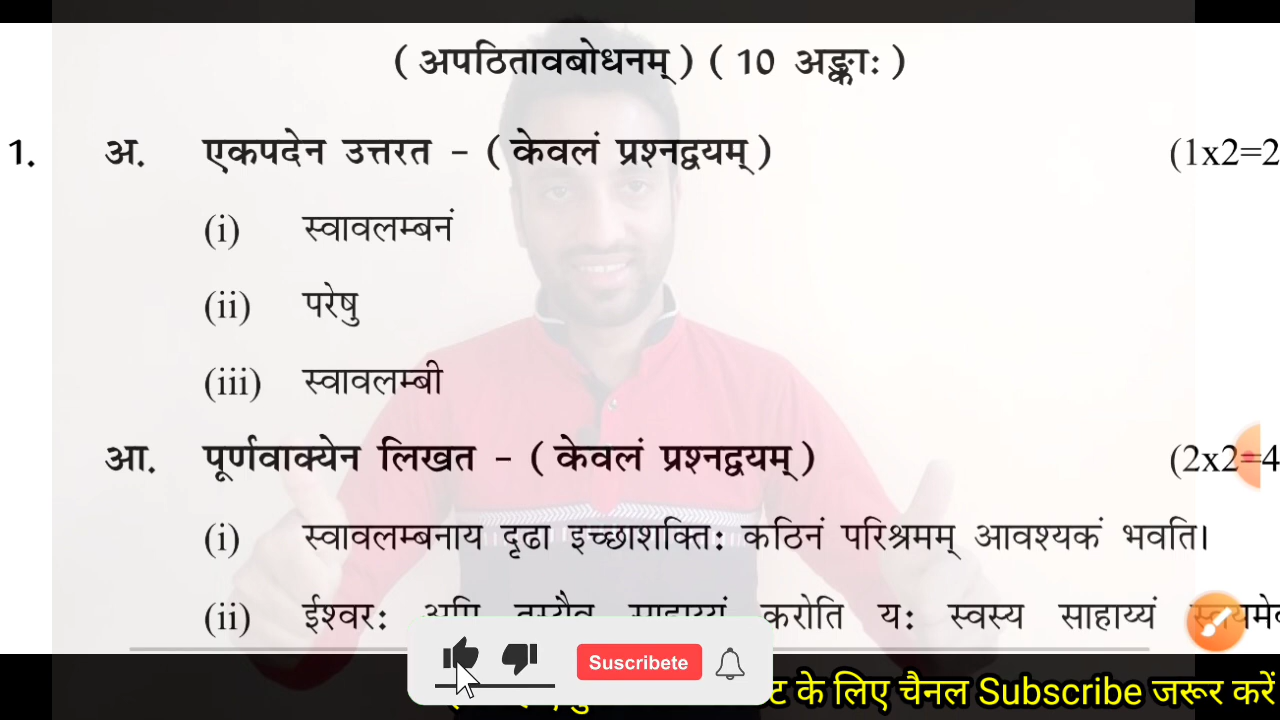 ( अपठितावबोधनम् ) ( 10 अङ्काः )
1. अ. एकपदेन उत्तरत - ( केवलं प्रश्नद्वयम् ) (1x2=2
(i) स्वावलम्बनं
(ii) परेषु
(iii) स्वावलम्बी
आ. पूर्णवाक्येन लिखत - ( केवलं प्रश्नद्वयम् ) (2x2=4
(i) स्वावलम्बनाय दृढा इच्छाशक्तिः कठिनं परिश्रमम् आवश्यकं भवति।
(ii) ईश्वरः करोति यः स्वस्य साहाय्यं
Suscribete
के लिए चैनल Subscribe जरूर करें